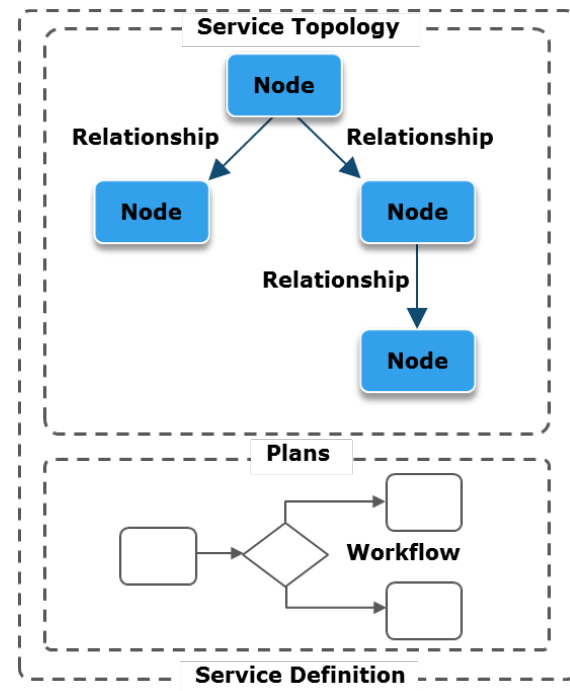 Service Topology
Node
Relationship Relationship
Node Node
Relationship
Node
Plans
Workflow
Service Definition